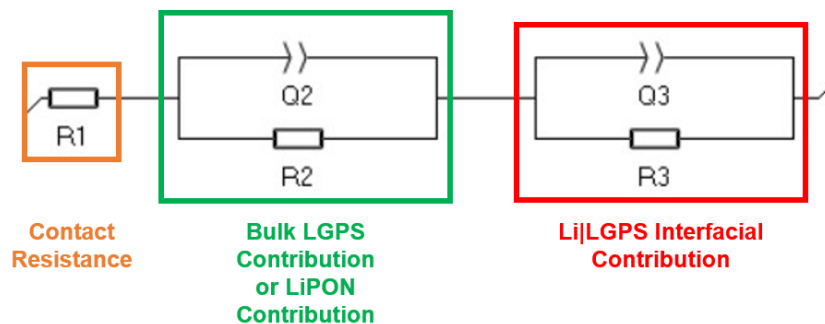 R1
Q2
R2
Q3
R3
Contact
Resistance
Bulk LGPS
Contribution
or LiPON
Contribution
Li|LGPS Interfacial
Contribution